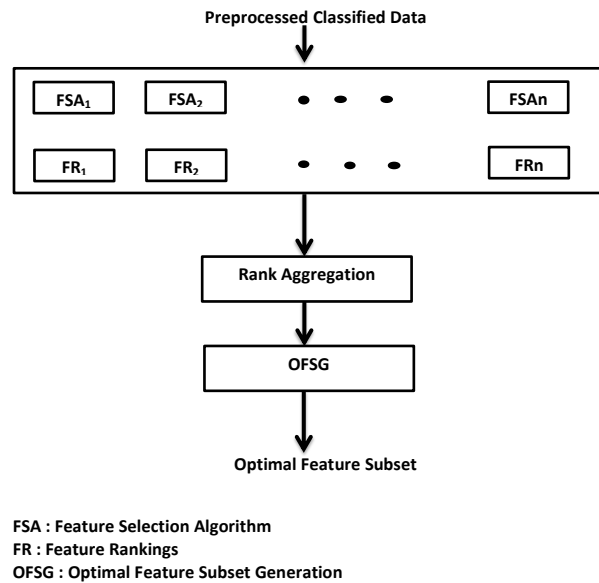 Preprocessed Classified Data
FSA₁ FSA₂ FSAn
FR₁ FR₂ FRn
Rank Aggregation
OFSG
Optimal Feature Subset
FSA : Feature Selection Algorithm
FR : Feature Rankings
OFSG : Optimal Feature Subset Generation